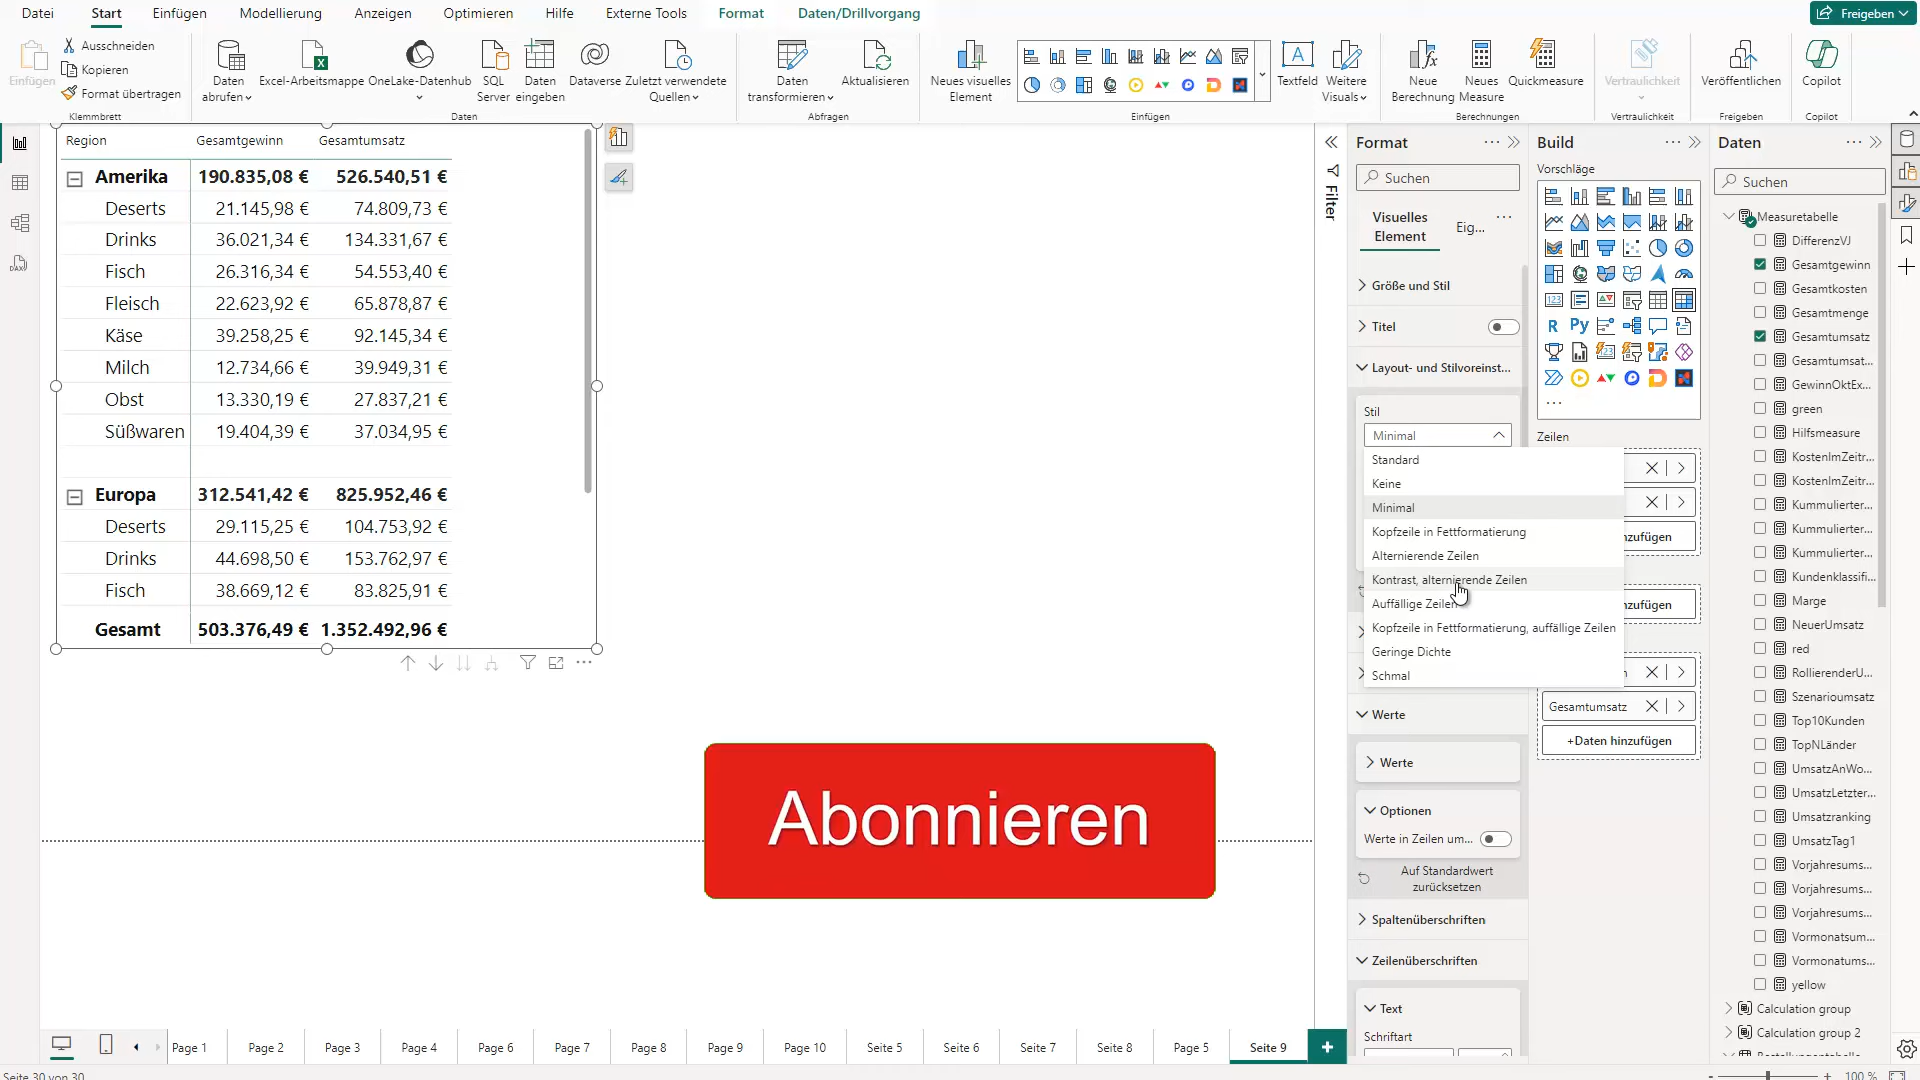 Datei Start Einfügen Modellierung Anzeigen Optimieren Hilfe Externe Tools Format Daten/Drillvorgang Freigeben
Einfügen
Ausschneiden
Kopieren
Format übertragen
Klemmbrett
Daten abrufen
Excel-Arbeitsmappe
OneLake-Datenhub
SQL Server
Daten eingeben
Dataverse
Zuletzt verwendete Quellen
Daten
Daten transformieren
Aktualisieren
Abfragen
Neues visuelles Element
Textfeld
Weitere Visuals
Einfügen
Neue Berechnung
Neues Measure
Quickmeasure
Berechnungen
Vertraulichkeit
Vertraulichkeit
Veröffentlichen
Freigeben
Copilot
Copilot
Region Gesamtgewinn Gesamtumsatz
Amerika 190.835,08 € 526.540,51 €
Deserts 21.145,98 € 74.809,73 €
Drinks 36.021,34 € 134.331,67 €
Fisch 26.316,34 € 54.553,40 €
Fleisch 22.623,92 € 65.878,87 €
Käse 39.258,25 € 92.145,34 €
Milch 12.734,66 € 39.949,31 €
Obst 13.330,19 € 27.837,21 €
Süßwaren 19.404,39 € 37.034,95 €
Europa 312.541,42 € 825.952,46 €
Deserts 29.115,25 € 104.753,92 €
Drinks 44.698,50 € 153.762,97 €
Fisch 38.669,12 € 83.825,91 €
Gesamt 503.376,49 € 1.352.492,96 €
Abonnieren
Filter
Format
Suchen
Visuelles Element
Eig...
Größe und Stil
Titel
Layout- und Stilvoreinst...
Stil
Minimal
Standard
Keine
Minimal
Kopfzeile in Fettformatierung
Alternierende Zeilen
Kontrast, alternierende Zeilen
Auffällige Zeilen
Kopfzeile in Fettformatierung, auffällige Zeilen
Geringe Dichte
Schmal
Werte
Werte
Optionen
Werte in Zeilen um...
Auf Standardwert zurücksetzen
Spaltenüberschriften
Zeilenüberschriften
Text
Schriftart
Build
Vorschläge
R Py
123
Zeilen
nzufügen
nzufügen
n
Gesamtumsatz
+Daten hinzufügen
Daten
Suchen
Measuretabelle
DifferenzVJ
Gesamtgewinn
Gesamtkosten
Gesamtmenge
Gesamtumsatz
Gesamtumsat...
GewinnOktEx...
green
Hilfsmeasure
KostenImZeitr...
KostenImZeitr...
Kummulierter...
Kummulierter...
Kummulierter...
Kundenklassifi...
Marge
NeuerUmsatz
red
RollierenderU...
Szenarioumsatz
Top10Kunden
TopNLänder
UmsatzAnWo...
UmsatzLetzter...
Umsatzranking
UmsatzTag1
Vorjahresums...
Vorjahresums...
Vorjahresums...
Vormonatsum...
Vormonatums...
yellow
Calculation group
Calculation group 2
Page 1 Page 2 Page 3 Page 4 Page 6 Page 7 Page 8 Page 9 Page 10 Seite 5 Seite 6 Seite 7 Seite 8 Page 5 Seite 9
Seite 30 von 30
100 %